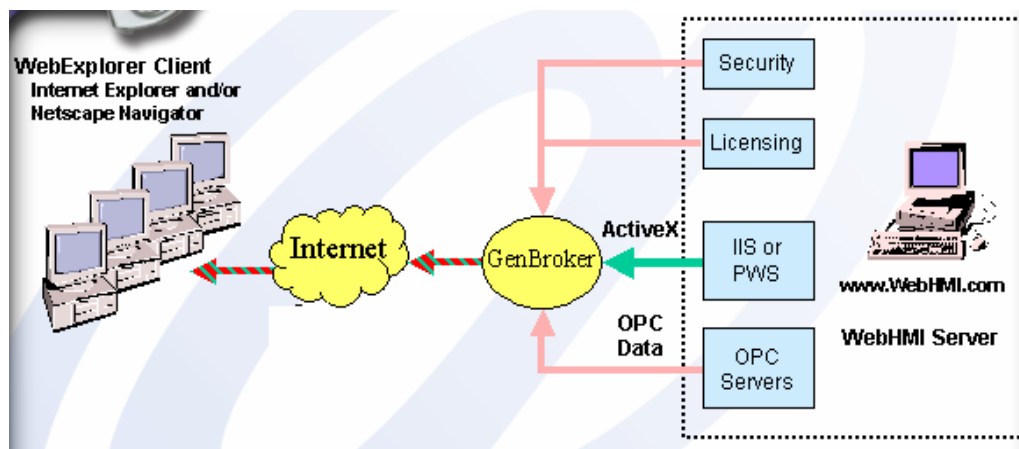 WebExplorer Client
Internet Explorer and/or
Netscape Navigator
Internet
GenBroker
ActiveX
OPC
Data
Security
Licensing
IIS or
PWS
OPC
Servers
www.WebHMI.com
WebHMI Server